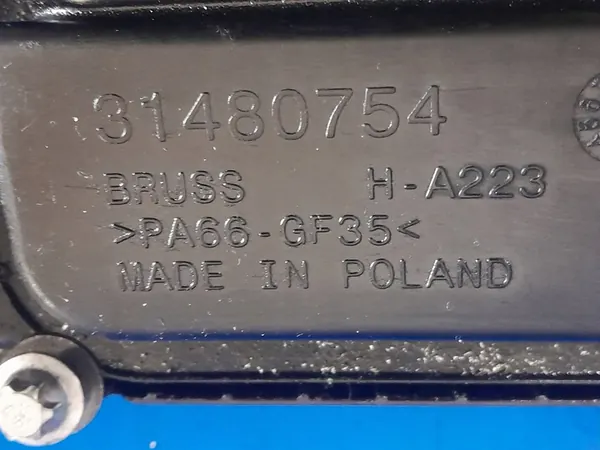 31480754
BRUSS H-A223
>PA66-GF35<
MADE IN POLAND